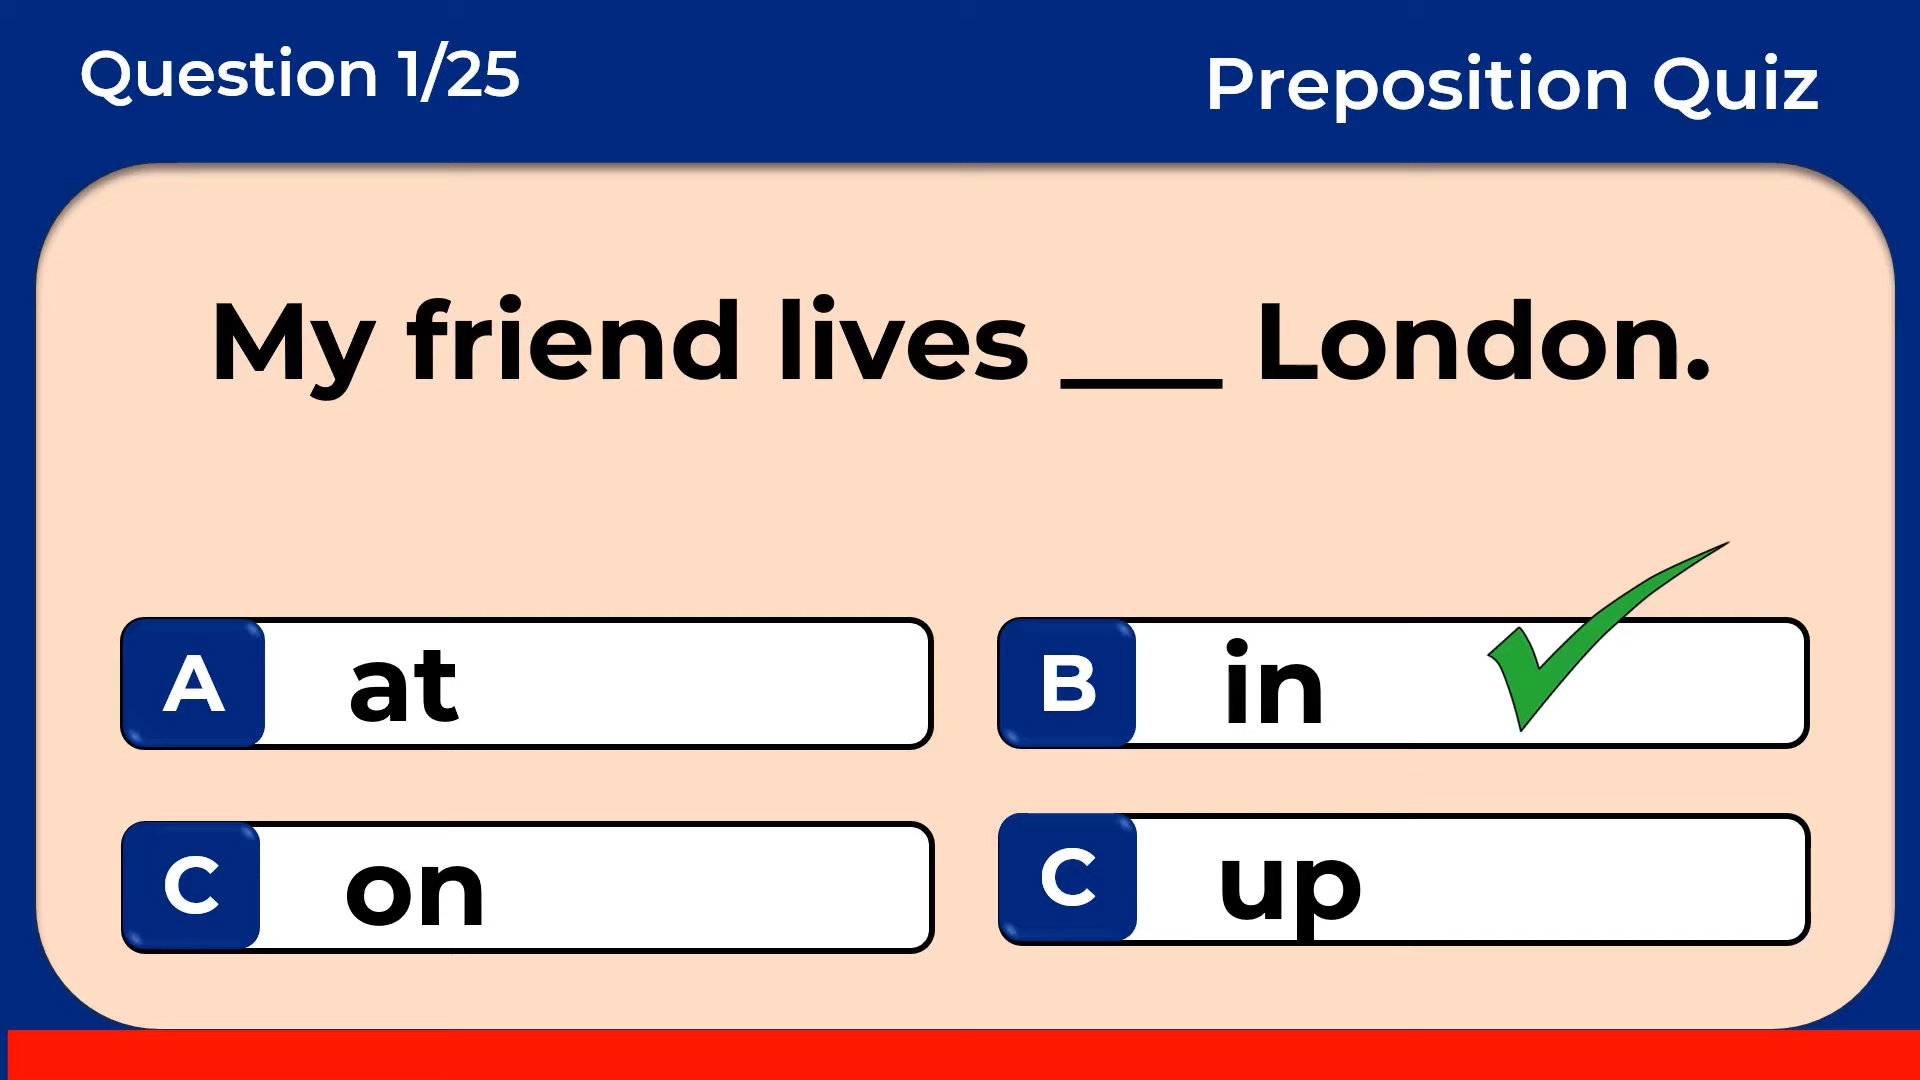 Question 1/25
Preposition Quiz
My friend lives ___ London.
A at
B in
C on
C up